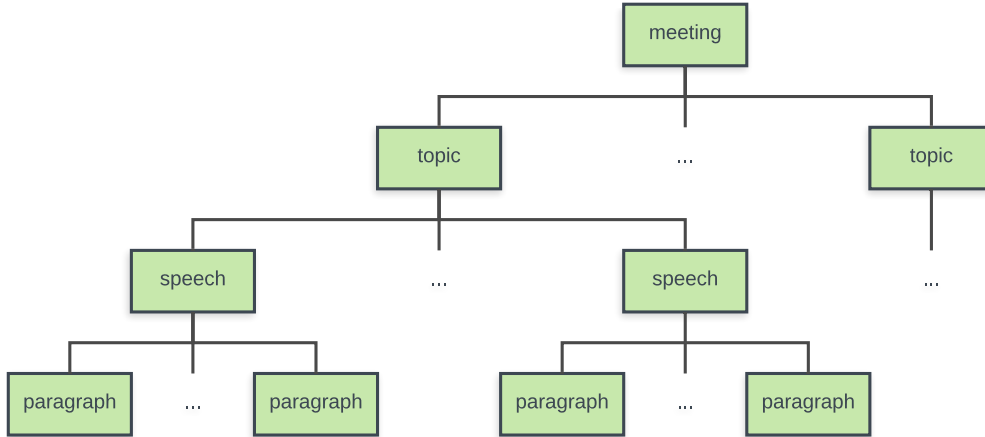 meeting
topic ... topic
speech ... speech ...
paragraph ... paragraph paragraph ... paragraph